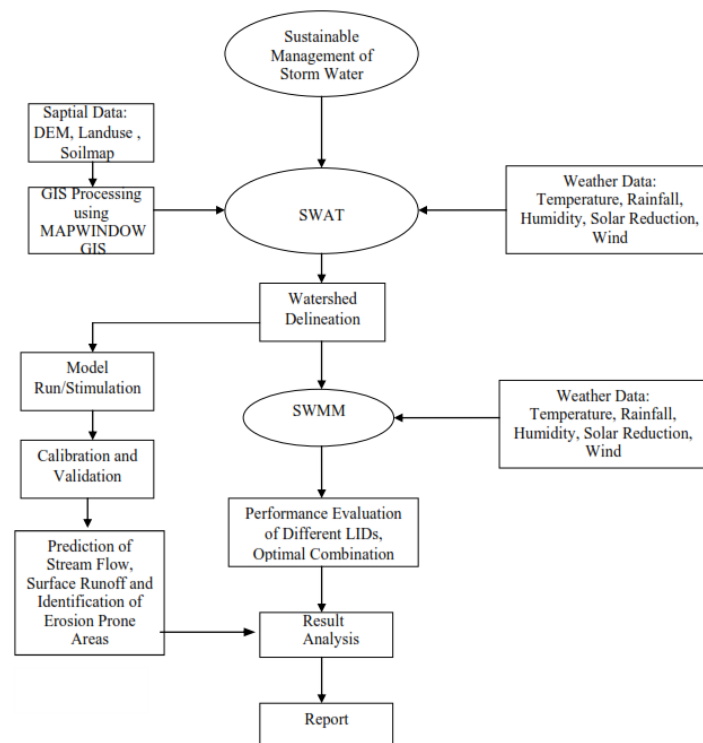 Sustainable
Management of
Storm Water
Saptial Data:
DEM, Landuse ,
Soilmap
GIS Processing
using
MAPWINDOW
GIS
SWAT
Weather Data:
Temperature, Rainfall,
Humidity, Solar Reduction,
Wind
Watershed
Delineation
Model
Run/Stimulation
SWMM
Weather Data:
Temperature, Rainfall,
Humidity, Solar Reduction,
Wind
Calibration and
Validation
Performance Evaluation
of Different LIDs,
Optimal Combination
Prediction of
Stream Flow,
Surface Runoff and
Identification of
Erosion Prone
Areas
Result
Analysis
Report